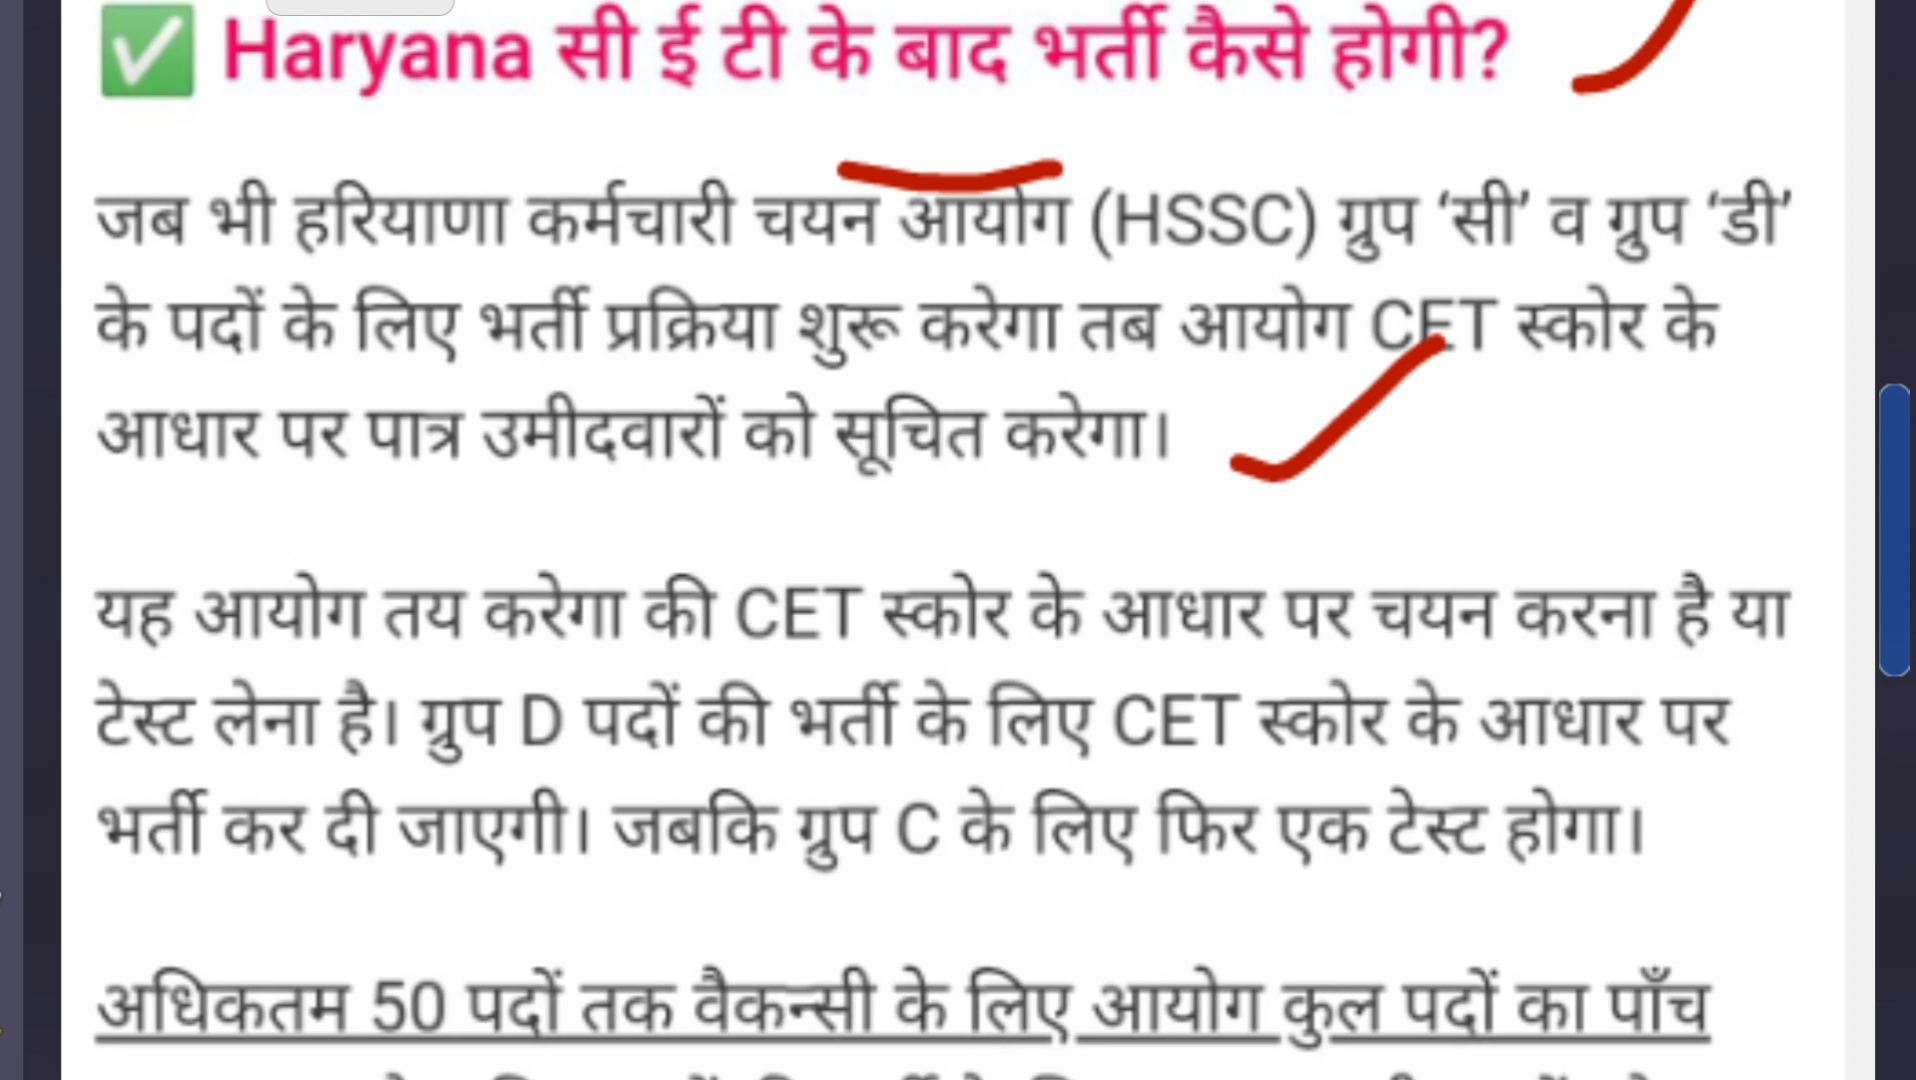 ✅ Haryana सी ई टी के बाद भर्ती कैसे होगी?
जब भी हरियाणा कर्मचारी चयन आयोग (HSSC) ग्रुप ‘सी’ व ग्रुप ‘डी’
के पदों के लिए भर्ती प्रक्रिया शुरू करेगा तब आयोग CET स्कोर के
आधार पर पात्र उमीदवारों को सूचित करेगा।
यह आयोग तय करेगा की CET स्कोर के आधार पर चयन करना है या
टेस्ट लेना है। ग्रुप D पदों की भर्ती के लिए CET स्कोर के आधार पर
भर्ती कर दी जाएगी। जबकि ग्रुप C के लिए फिर एक टेस्ट होगा।
अधिकतम 50 पदों तक वैकन्सी के लिए आयोग कुल पदों का पाँच